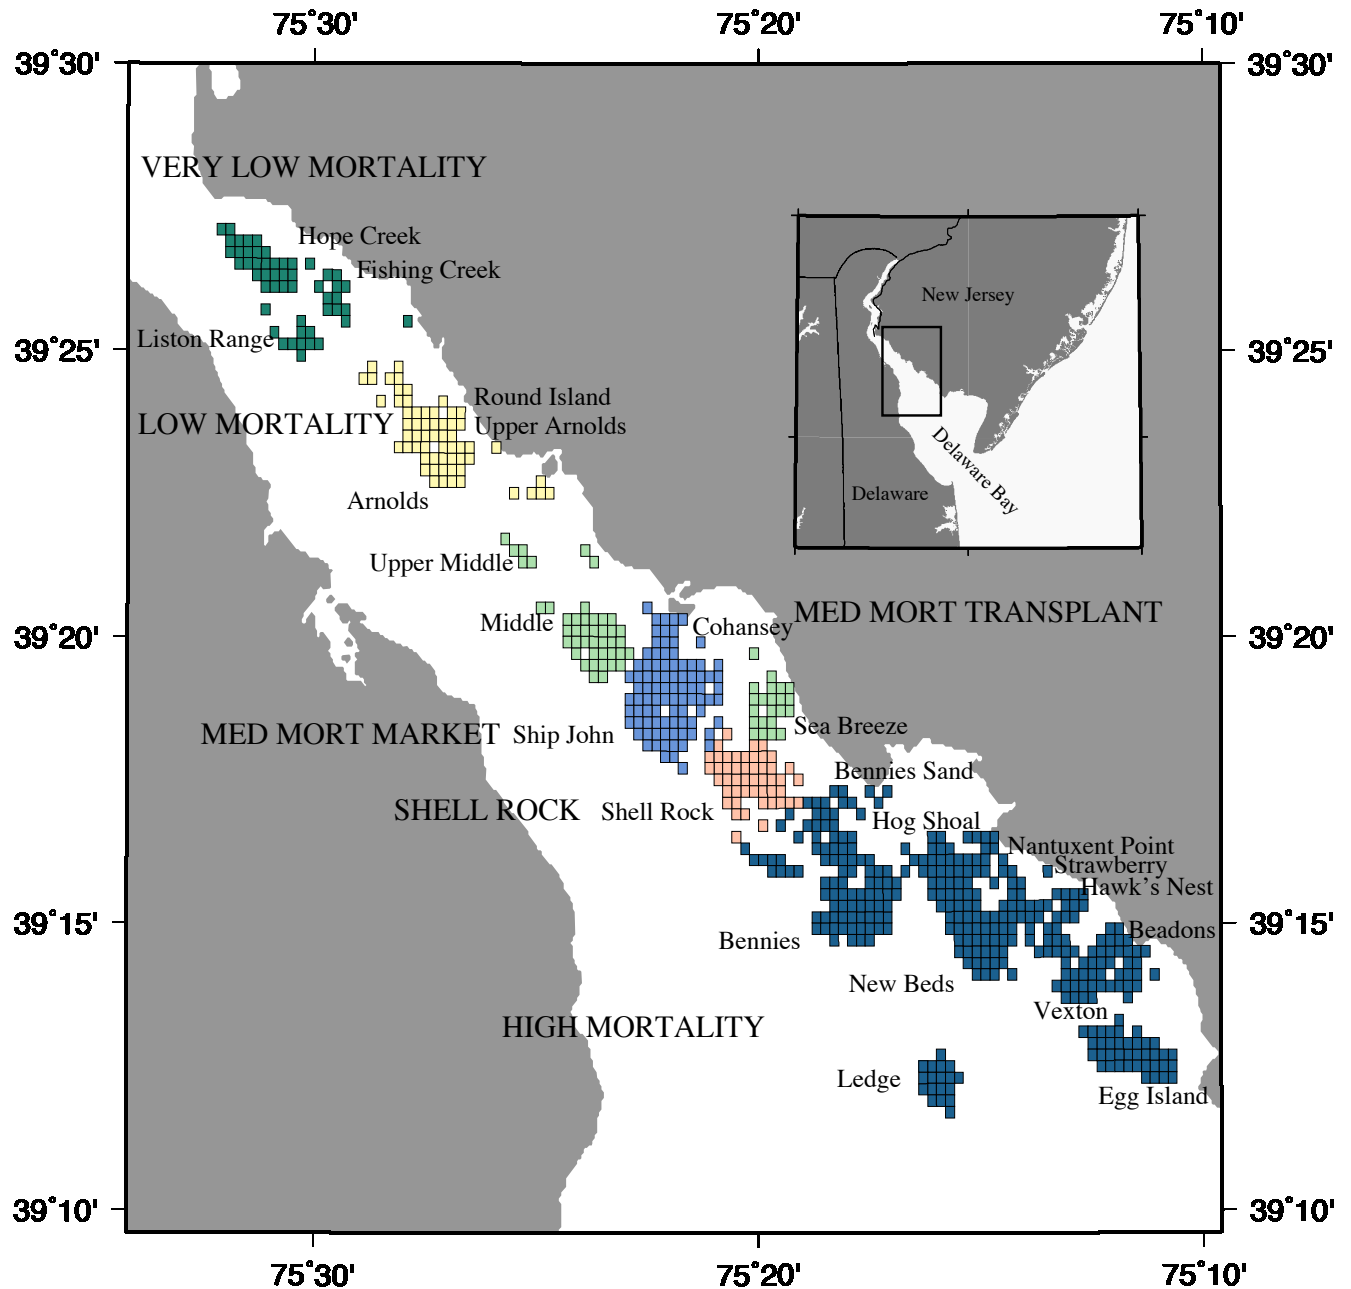 75°30' 75°20' 75°10'
39°30' 39°30'
VERY LOW MORTALITY
Hope Creek
Fishing Creek
New Jersey
Liston Range
39°25' 39°25'
Round Island
LOW MORTALITY Upper Arnolds
Delaware Bay
Delaware
Arnolds
Upper Middle
MED MORT TRANSPLANT
Middle
Cohansey
39°20' 39°20'
Sea Breeze
MED MORT MARKET Ship John
Bennies Sand
SHELL ROCK Shell Rock
Hog Shoal
Nantuxent Point
Strawberry
Hawk's Nest
39°15' 39°15'
Beadons
Bennies
New Beds
Vexton
HIGH MORTALITY
Ledge
Egg Island
39°10' 39°10'
75°30' 75°20' 75°10'